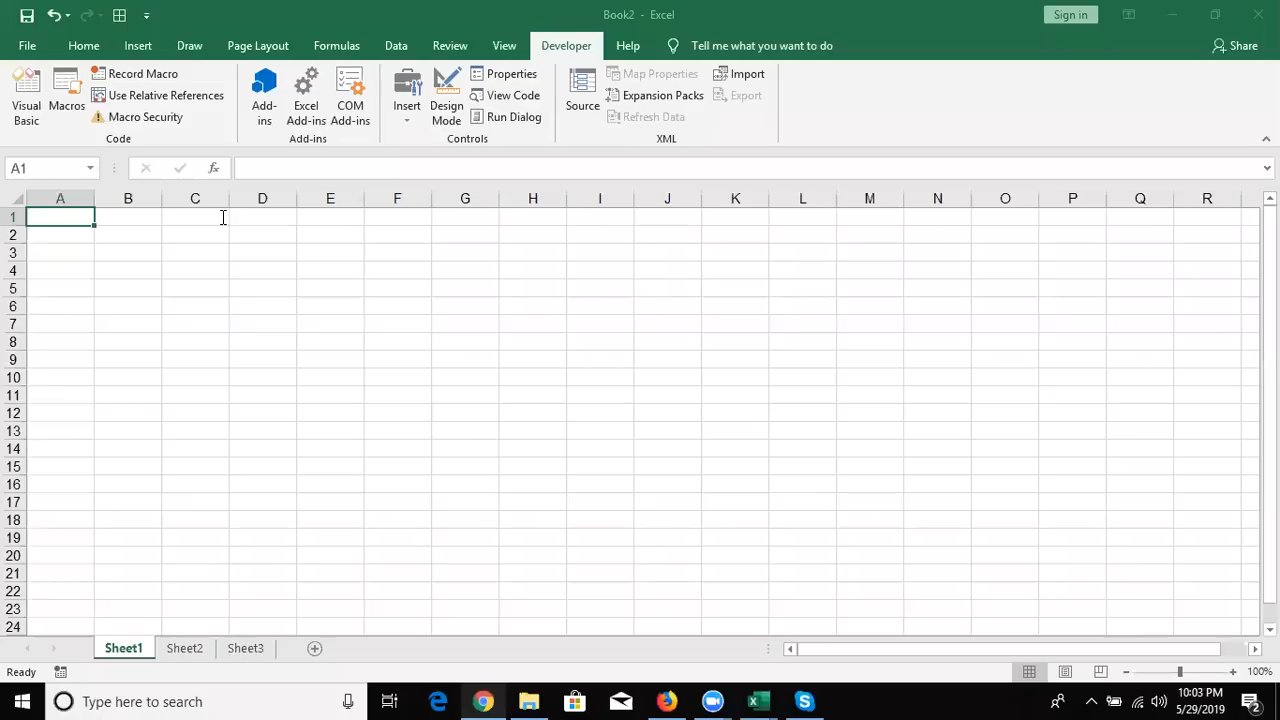 Book2 - Excel
Sign in
File Home Insert Draw Page Layout Formulas Data Review View Developer Help Tell me what you want to do Share
Visual Basic
Macros
Record Macro
Use Relative References
Macro Security
Code
Add-ins
Excel Add-ins
COM Add-ins
Add-ins
Insert
Design Mode
Properties
View Code
Run Dialog
Controls
Source
Map Properties
Expansion Packs
Refresh Data
Import
Export
XML
A1
fx
A B C D E F G H I J K L M N O P Q R
1
2
3
4
5
6
7
8
9
10
11
12
13
14
15
16
17
18
19
20
21
22
23
24
Sheet1 Sheet2 Sheet3
Ready
100%
Type here to search
10:03 PM
5/29/2019
2